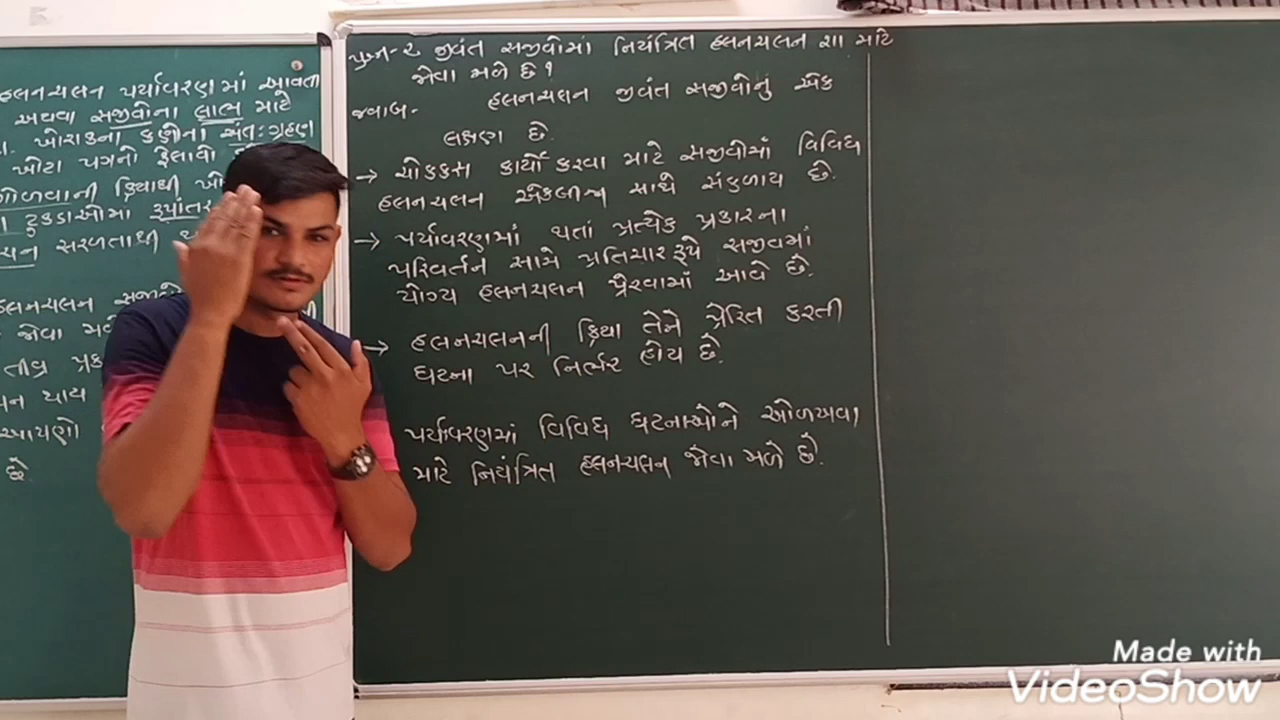 હલનચલન પર્યાવરણમાં આવતા
અથવા સજીવોના લાભ માટે
ખોરાકના કણોના અંતઃગ્રહણ
ખોટા પગનો ફેલાવો
ગોળવાની ક્રિયાથી
ટુકડાઓમાં રૂપાંતર
સરળતાથી
હલનચલન
જોવા મળે
તીવ્ર
થાય
છે.
પ્રશ્ન-૨ જીવંત સજીવોમાં નિયંત્રિત હલનચલન શા માટે
જોવા મળે છે ?
જવાબ- હલનચલન જીવંત સજીવોનું એક
લક્ષણ છે.
→ ચોક્કસ કાર્યો કરવા માટે સજીવોમાં વિવિધ
હલનચલન એકબીજા સાથે સંકળાય છે.
→ પર્યાવરણમાં થતાં પ્રત્યેક પ્રકારના
પરિવર્તન સામે પ્રતિચાર રૂપે સજીવમાં
યોગ્ય હલનચલન પ્રેરવામાં આવે છે.
→ હલનચલનની ક્રિયા તેને પ્રેરિત કરતી
ઘટના પર નિર્ભર હોય છે.
પર્યાવરણમાં વિવિધ ઘટનાઓને ઓળખવા
માટે નિયંત્રિત હલનચલન જોવા મળે છે.
Made with
VideoShow